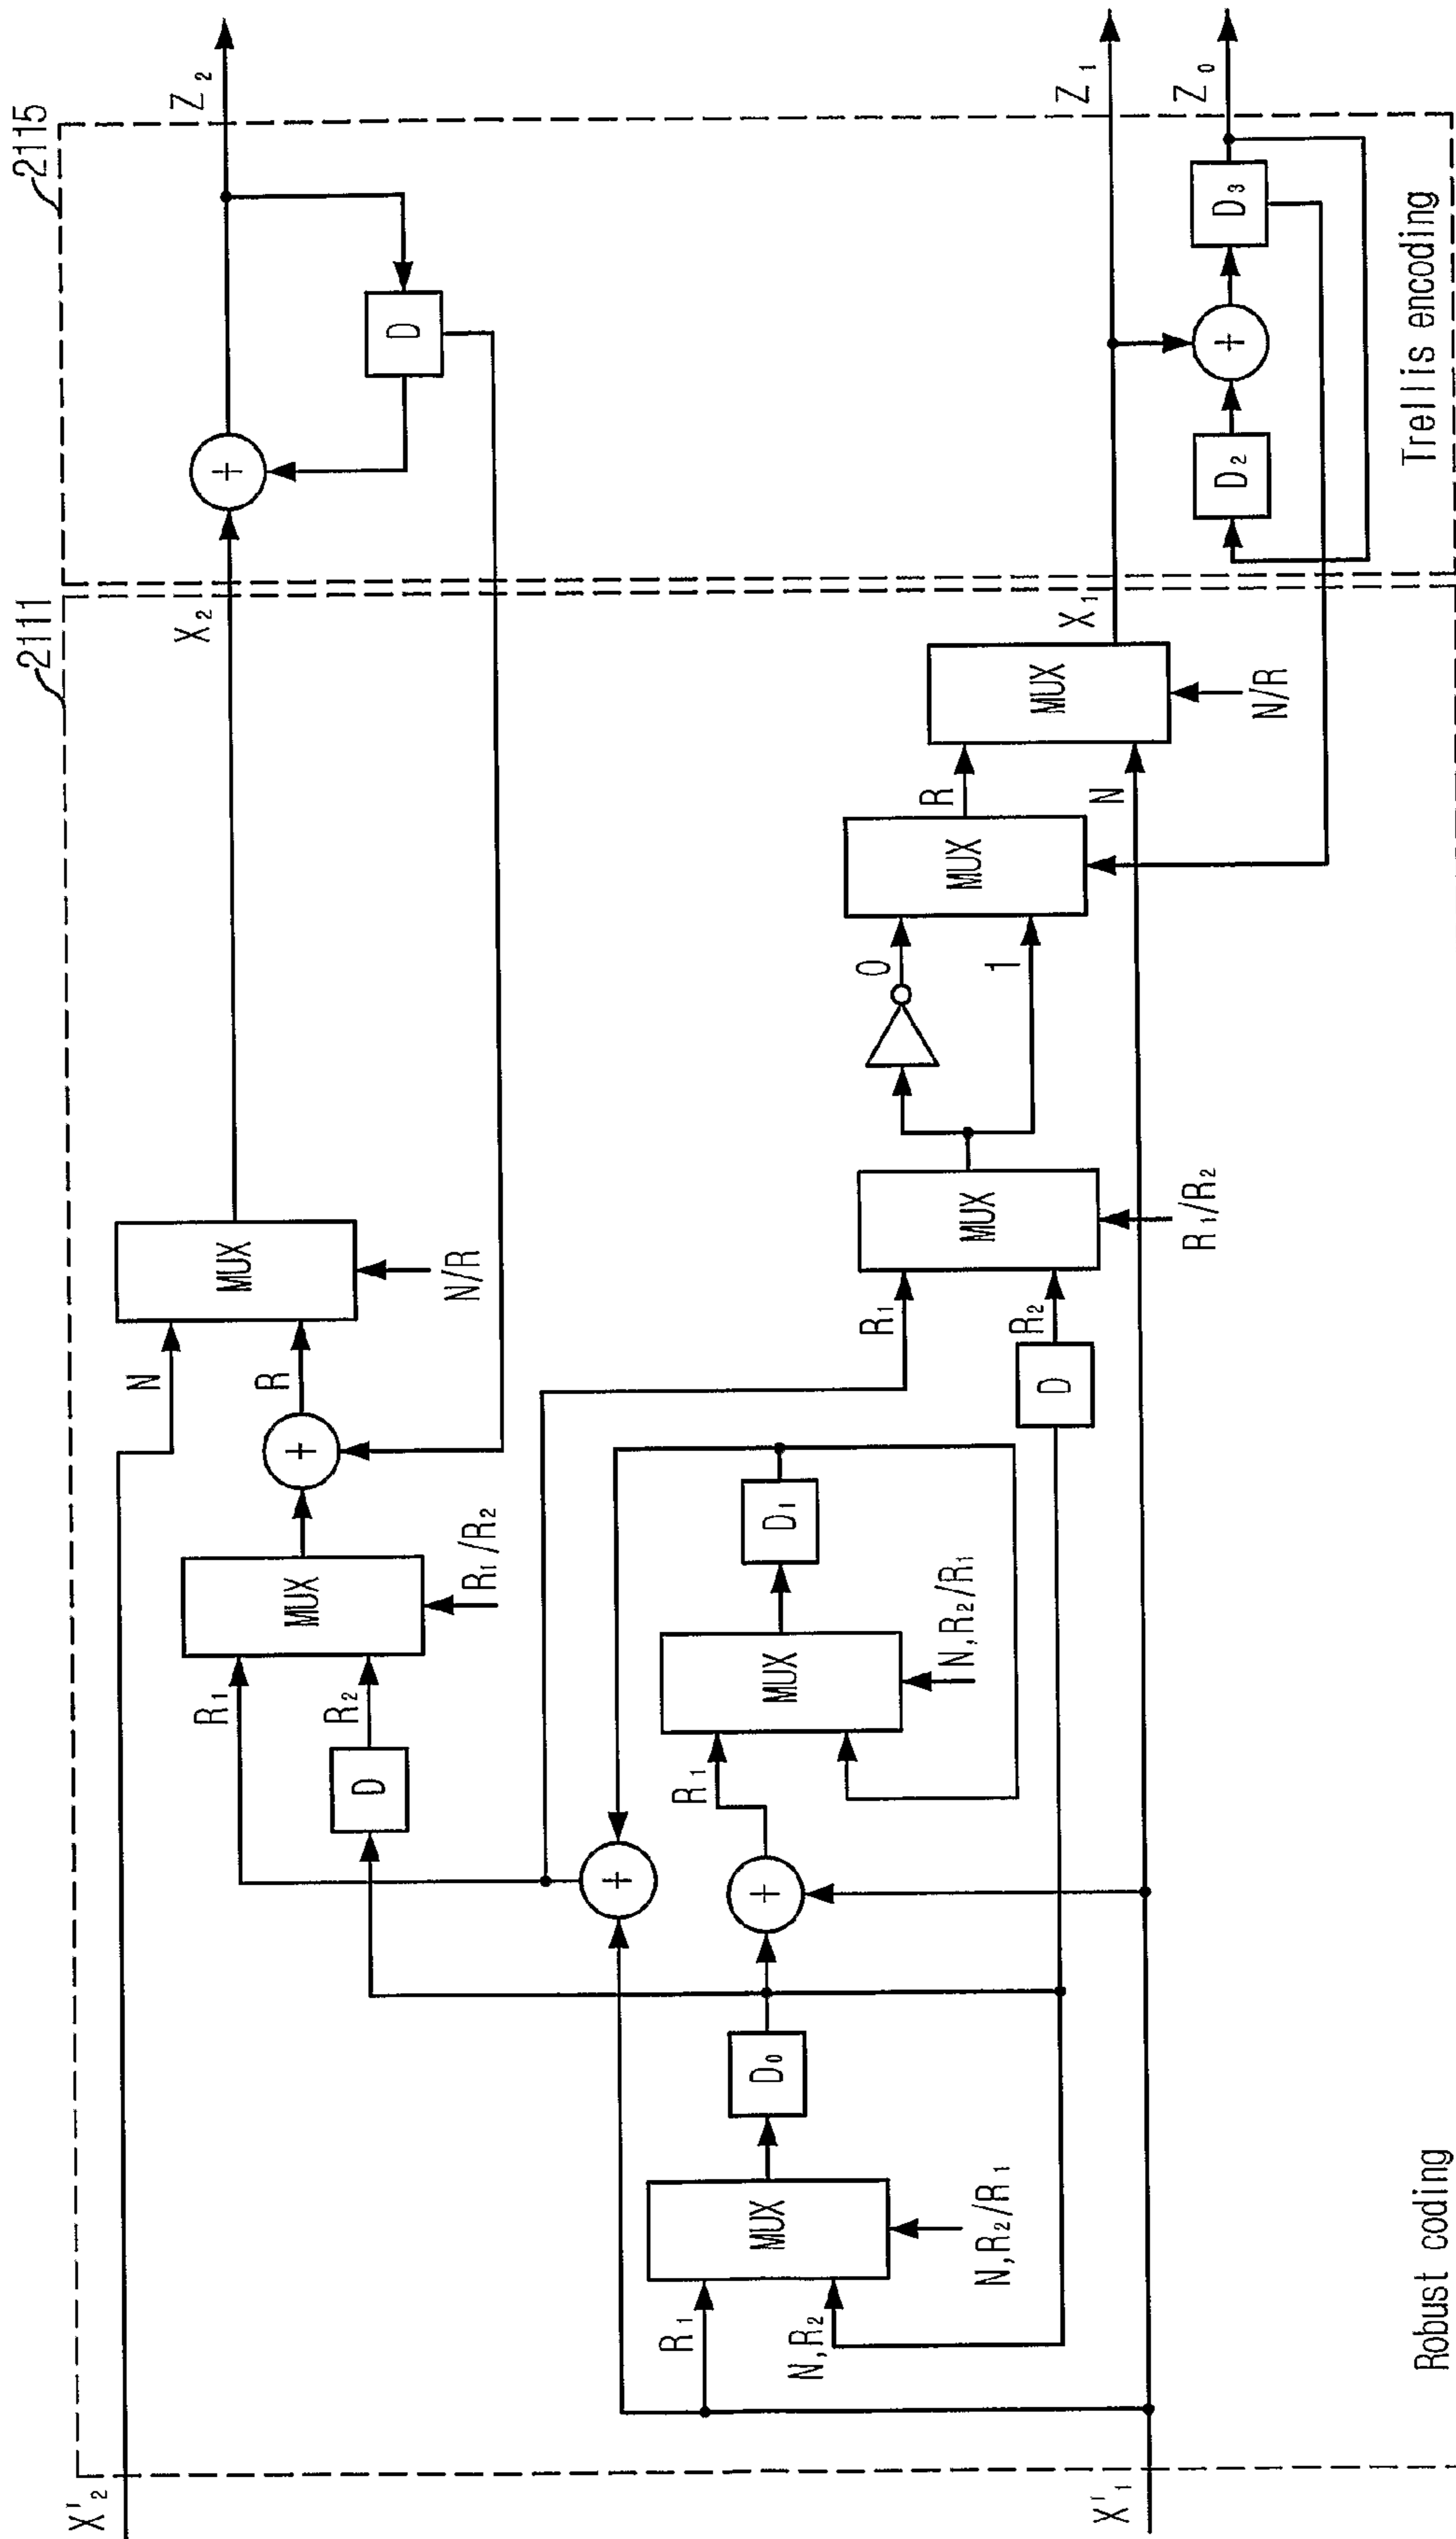 2111
2115
X'2
N
MUX
N/R
X2
+
Z2
R1
R2
D
MUX
R1/R2
+
R
D
+
R1
N,R2
MUX
N,R2/R1
D0
+
R1
MUX
N,R2/R1
D1
R1
R2
D
MUX
R1/R2
0
1
MUX
R
N
MUX
N/R
X1
Z1
D2
+
D3
Z0
X'1
Robust coding
Trellis encoding